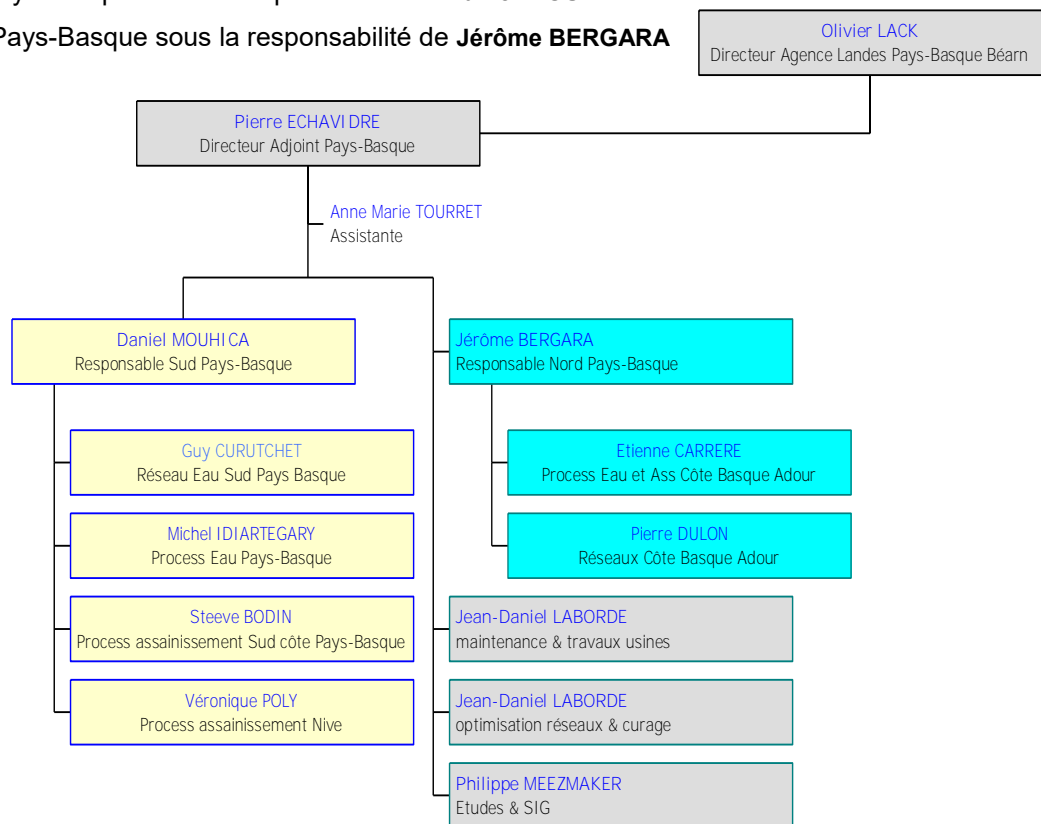 Pays-Basque sous la responsabilité de Jérôme BERGARA
Olivier LACK
Directeur Agence Landes Pays-Basque Béarn
Pierre ECHAVIDRE
Directeur Adjoint Pays-Basque
Anne Marie TOURRET
Assistante
Daniel MOUHICA
Responsable Sud Pays-Basque
Jérôme BERGARA
Responsable Nord Pays-Basque
Guy CURUTCHET
Réseau Eau Sud Pays Basque
Etienne CARRERE
Process Eau et Ass Côte Basque Adour
Michel IDIARTEGARY
Process Eau Pays-Basque
Pierre DULON
Réseaux Côte Basque Adour
Steeve BODIN
Process assainissement Sud côte Pays-Basque
Jean-Daniel LABORDE
maintenance & travaux usines
Véronique POLY
Process assainissement Nive
Jean-Daniel LABORDE
optimisation réseaux & curage
Philippe MEEZMAKER
Etudes & SIG